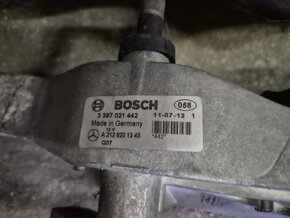 BOSCH 088
3 397 021 442 11-07-12 1
Made in Germany
12 V
A 212 820 12 40
Q07 "442"